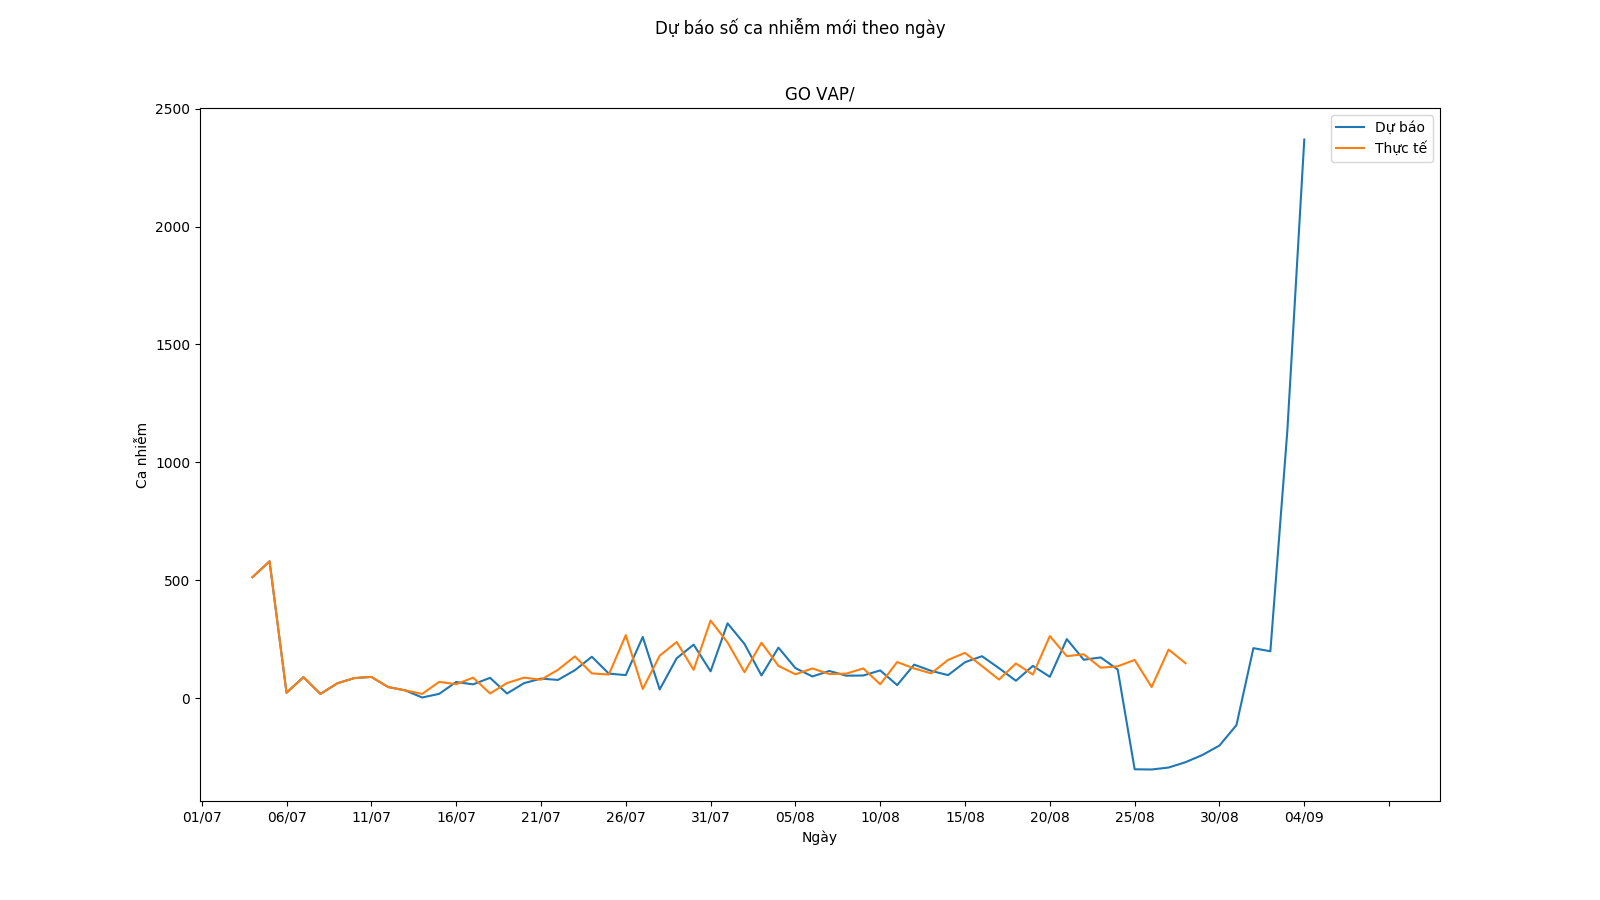 Dự báo số ca nhiễm mới theo ngày
GO VAP/
Dự báo
Thực tế
2500
2000
1500
1000
500
0
Ca nhiễm
01/07 06/07 11/07 16/07 21/07 26/07 31/07 05/08 10/08 15/08 20/08 25/08 30/08 04/09
Ngày